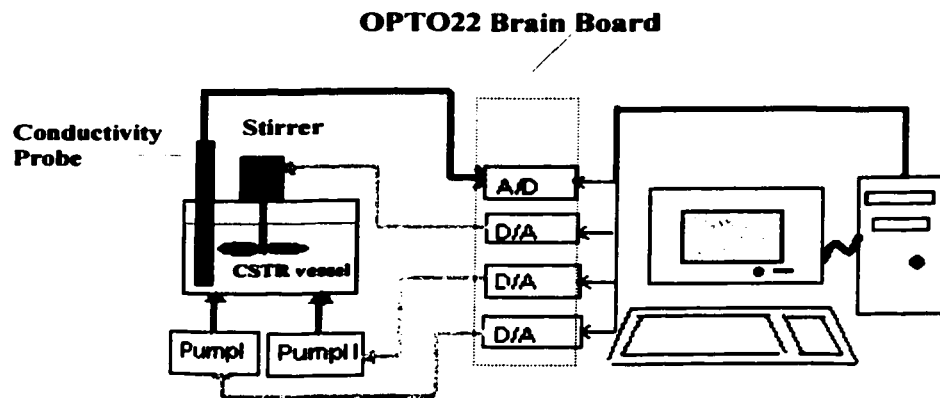 OPTO22 Brain Board
Conductivity
Probe
Stirrer
A/D
D/A
CSTR vessel
D/A
D/A
PumpI
PumpII